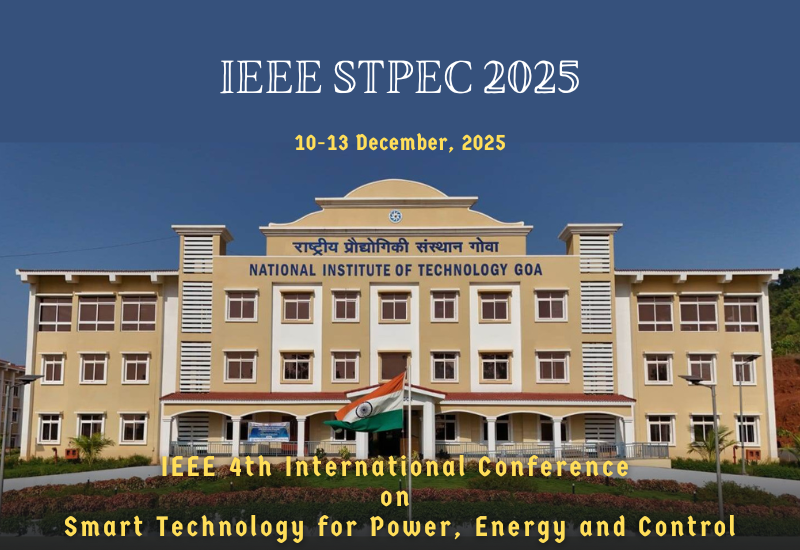 IEEE STPEC 2025
10-13 December, 2025
राष्ट्रीय प्रौद्योगिकी संस्थान गोवा
NATIONAL INSTITUTE OF TECHNOLOGY GOA
IEEE 4th International Conference
on
Smart Technology for Power, Energy and Control